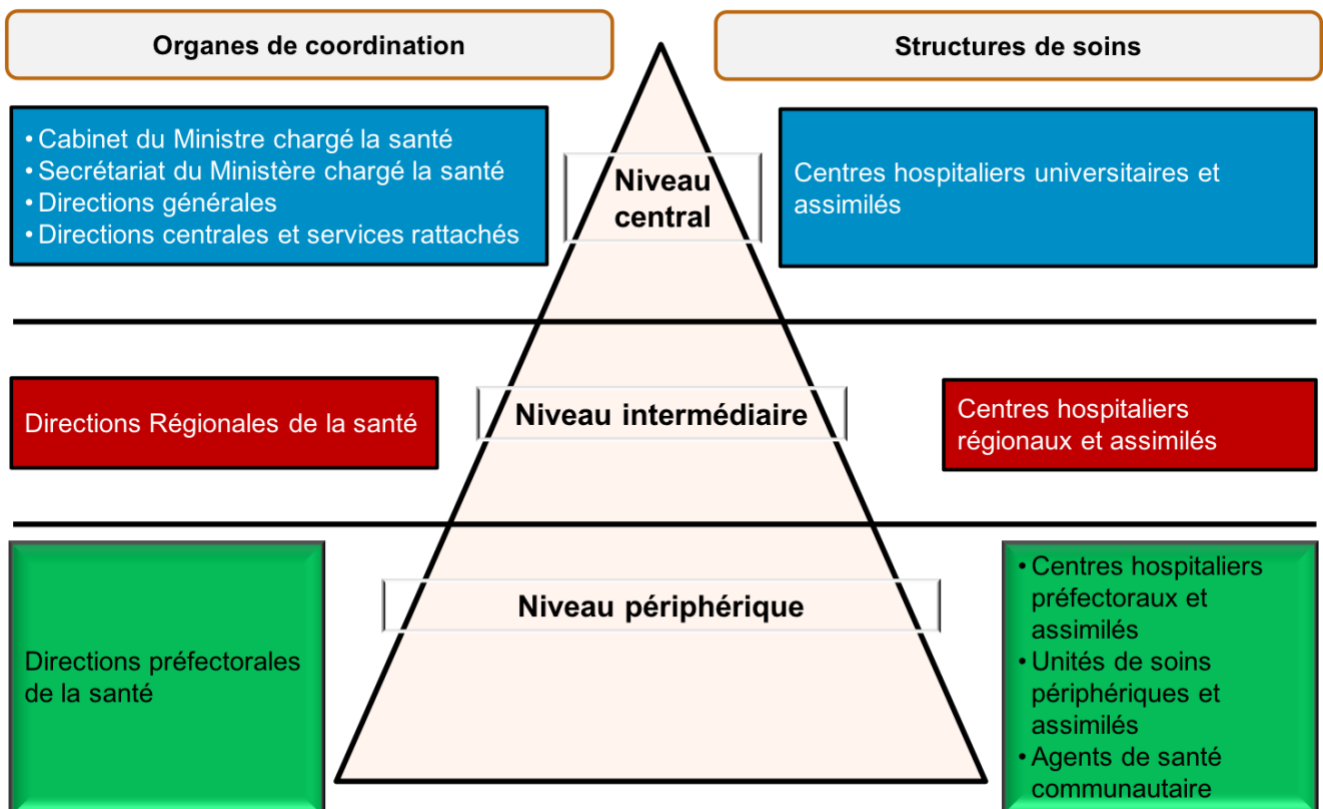 Organes de coordination
Structures de soins
• Cabinet du Ministre chargé la santé
• Secrétariat du Ministère chargé la santé
• Directions générales
• Directions centrales et services rattachés
Niveau
central
Centres hospitaliers universitaires et
assimilés
Directions Régionales de la santé
Niveau intermédiaire
Centres hospitaliers
régionaux et assimilés
Directions préfectorales
de la santé
Niveau périphérique
• Centres hospitaliers
préfectoraux et
assimilés
• Unités de soins
périphériques et
assimilés
• Agents de santé
communautaire